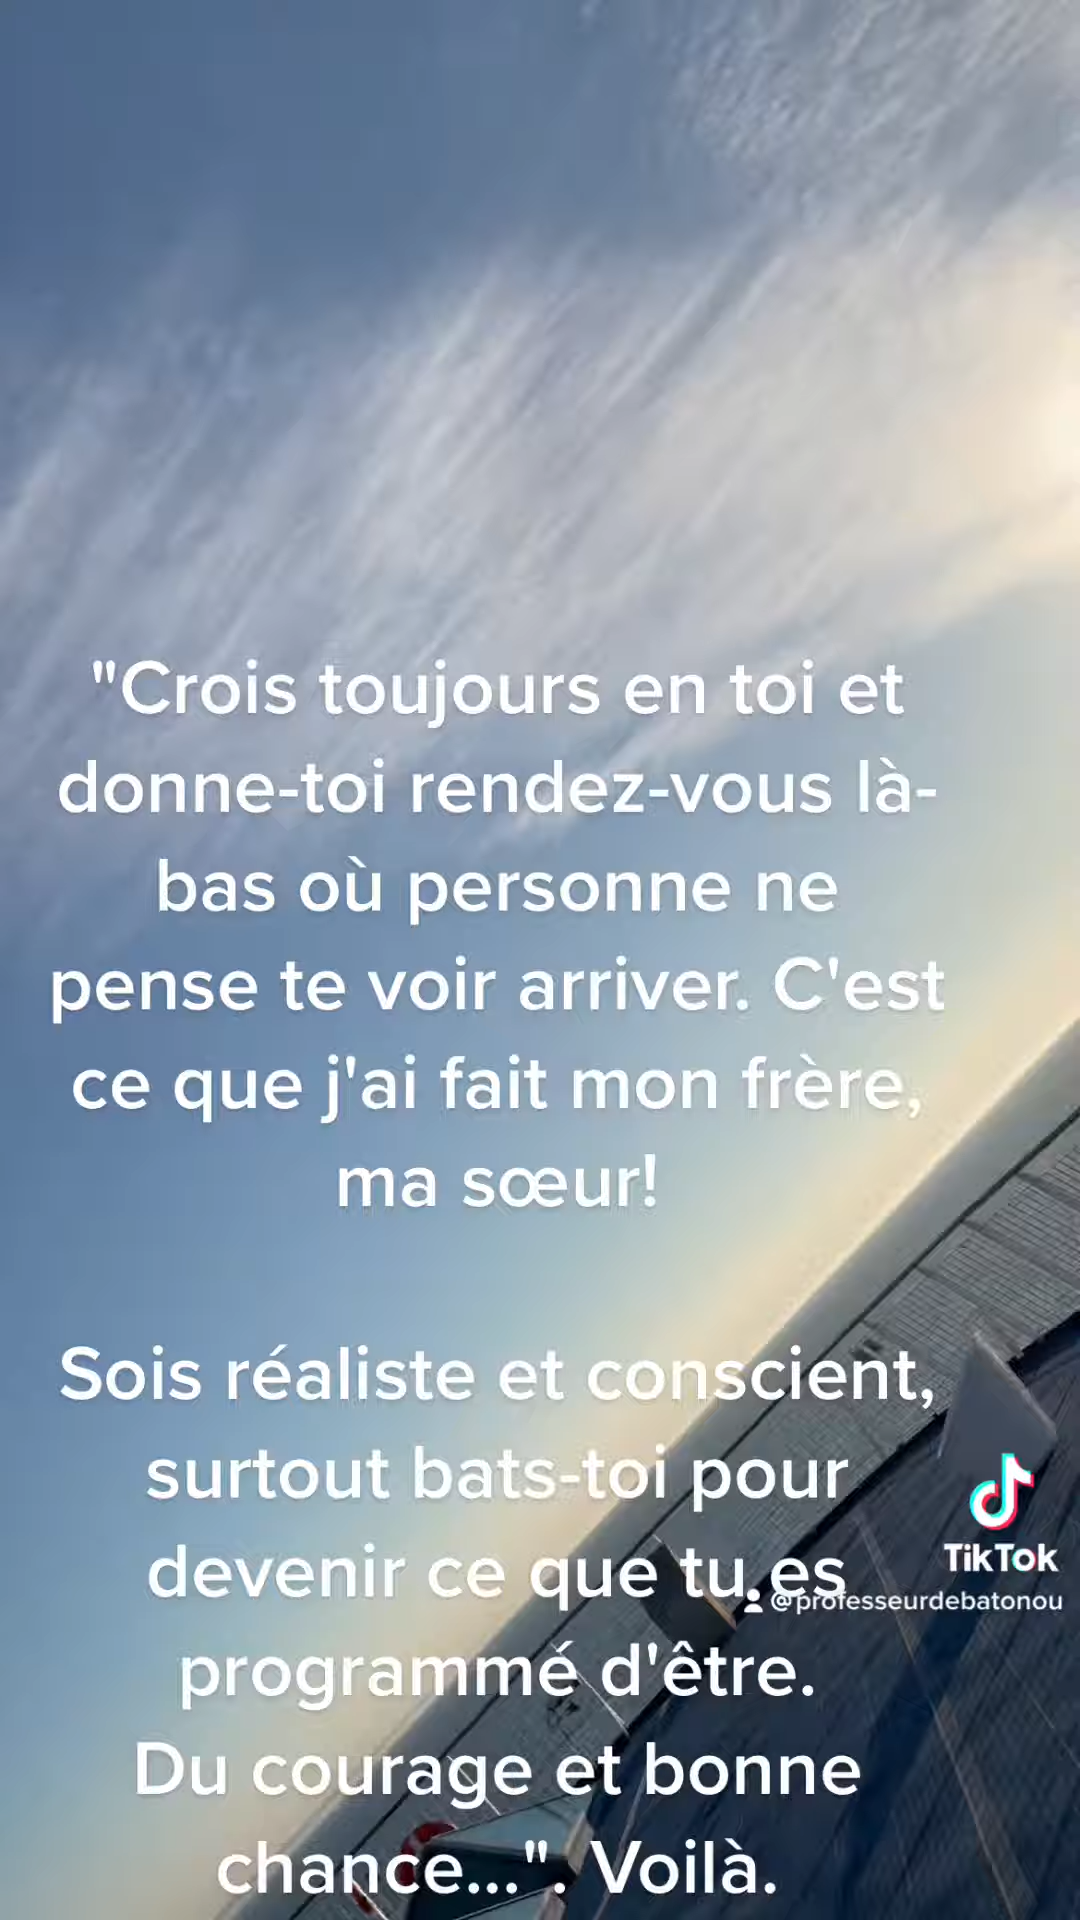 "Crois toujours en toi et
donne-toi rendez-vous là-
bas où personne ne
pense te voir arriver. C'est
ce que j'ai fait mon frère,
ma sœur!
Sois réaliste et conscient,
surtout bats-toi pour
devenir ce que tu es
programmé d'être.
Du courage et bonne
chance...". Voilà.
TikTok
@professeurdebatonou